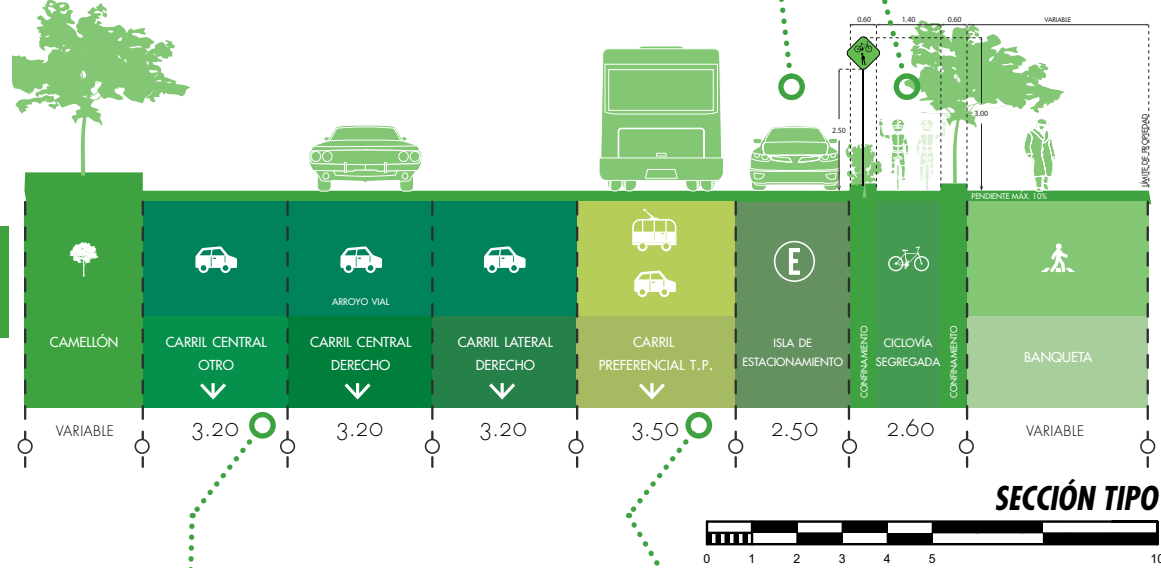 0.60
1.40
0.60
VARIABLE
2.50
3.00
LÍMITE DE PROPIEDAD
PENDIENTE MÁX. 10%
E
ARROYO VIAL
CAMELLÓN
CARRIL CENTRAL
OTRO
CARRIL CENTRAL
DERECHO
CARRIL LATERAL
DERECHO
CARRIL
PREFERENCIAL T.P.
ISLA DE
ESTACIONAMIENTO
CONFINAMIENTO
CICLOVÍA
SEGREGADA
CONFINAMIENTO
BANQUETA
VARIABLE
3.20
3.20
3.20
3.50
2.50
2.60
VARIABLE
SECCIÓN TIPO
0 1 2 3 4 5 10